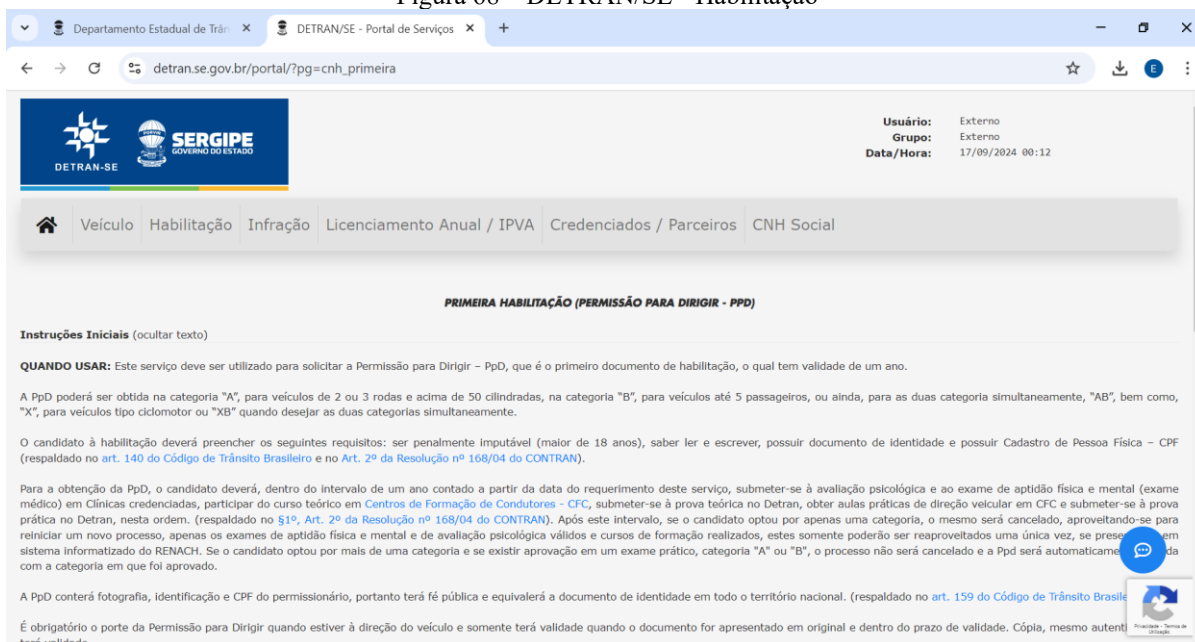 Figura 08 – DETRAN/SE - Habilitação
Departamento Estadual de Trân
DETRAN/SE - Portal de Serviços
detran.se.gov.br/portal/?pg=cnh_primeira
E
DETRAN-SE
SERGIPE
GOVERNO DO ESTADO
Usuário: Externo
Grupo: Externo
Data/Hora: 17/09/2024 00:12
Veículo Habilitação Infração Licenciamento Anual / IPVA Credenciados / Parceiros CNH Social
PRIMEIRA HABILITAÇÃO (PERMISSÃO PARA DIRIGIR - PPD)
Instruções Iniciais (ocultar texto)
QUANDO USAR: Este serviço deve ser utilizado para solicitar a Permissão para Dirigir – PpD, que é o primeiro documento de habilitação, o qual tem validade de um ano.
A PpD poderá ser obtida na categoria "A", para veículos de 2 ou 3 rodas e acima de 50 cilindradas, na categoria "B", para veículos até 5 passageiros, ou ainda, para as duas categoria simultaneamente, "AB", bem como,
"X", para veículos tipo ciclomotor ou "XB" quando desejar as duas categorias simultaneamente.
O candidato à habilitação deverá preencher os seguintes requisitos: ser penalmente imputável (maior de 18 anos), saber ler e escrever, possuir documento de identidade e possuir Cadastro de Pessoa Física – CPF
(respaldado no art. 140 do Código de Trânsito Brasileiro e no Art. 2º da Resolução nº 168/04 do CONTRAN).
Para a obtenção da PpD, o candidato deverá, dentro do intervalo de um ano contado a partir da data do requerimento deste serviço, submeter-se à avaliação psicológica e ao exame de aptidão física e mental (exame
médico) em Clínicas credenciadas, participar do curso teórico em Centros de Formação de Condutores - CFC, submeter-se à prova teórica no Detran, obter aulas práticas de direção veicular em CFC e submeter-se à prova
prática no Detran, nesta ordem. (respaldado no §1º, Art. 2º da Resolução nº 168/04 do CONTRAN). Após este intervalo, se o candidato optou por apenas uma categoria, o mesmo será cancelado, aproveitando-se para
reiniciar um novo processo, apenas os exames de aptidão física e mental e de avaliação psicológica válidos e cursos de formação realizados, estes somente poderão ser reaproveitados uma única vez, se prese em
sistema informatizado do RENACH. Se o candidato optou por mais de uma categoria e se existir aprovação em um exame prático, categoria "A" ou "B", o processo não será cancelado e a Ppd será automaticame da
com a categoria em que foi aprovado.
A PpD conterá fotografia, identificação e CPF do permissionário, portanto terá fé pública e equivalerá a documento de identidade em todo o território nacional. (respaldado no art. 159 do Código de Trânsito Brasile
É obrigatório o porte da Permissão para Dirigir quando estiver à direção do veículo e somente terá validade quando o documento for apresentado em original e dentro do prazo de validade. Cópia, mesmo autenti
terá validade
Privacidade - Termos de
Utilização